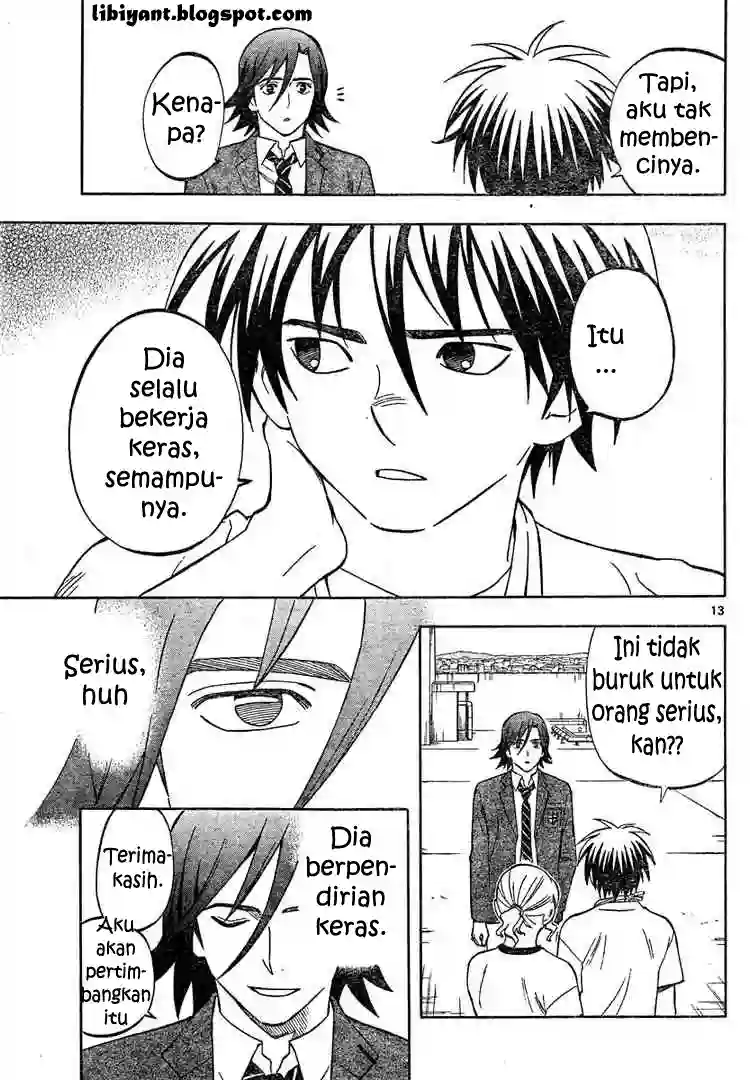 libiyant.blogspot.com
Tapi,
aku tak
memben-
cinya.
Kena-
pa?
Itu
...
Dia
selalu
bekerja
keras,
semampu-
nya.
13
Ini tidak
buruk untuk
orang serius,
kan??
Serius,
huh
Dia
berpen-
dirian
keras.
Terima-
kasih.
Aku
akan
pertim-
bangkan
itu